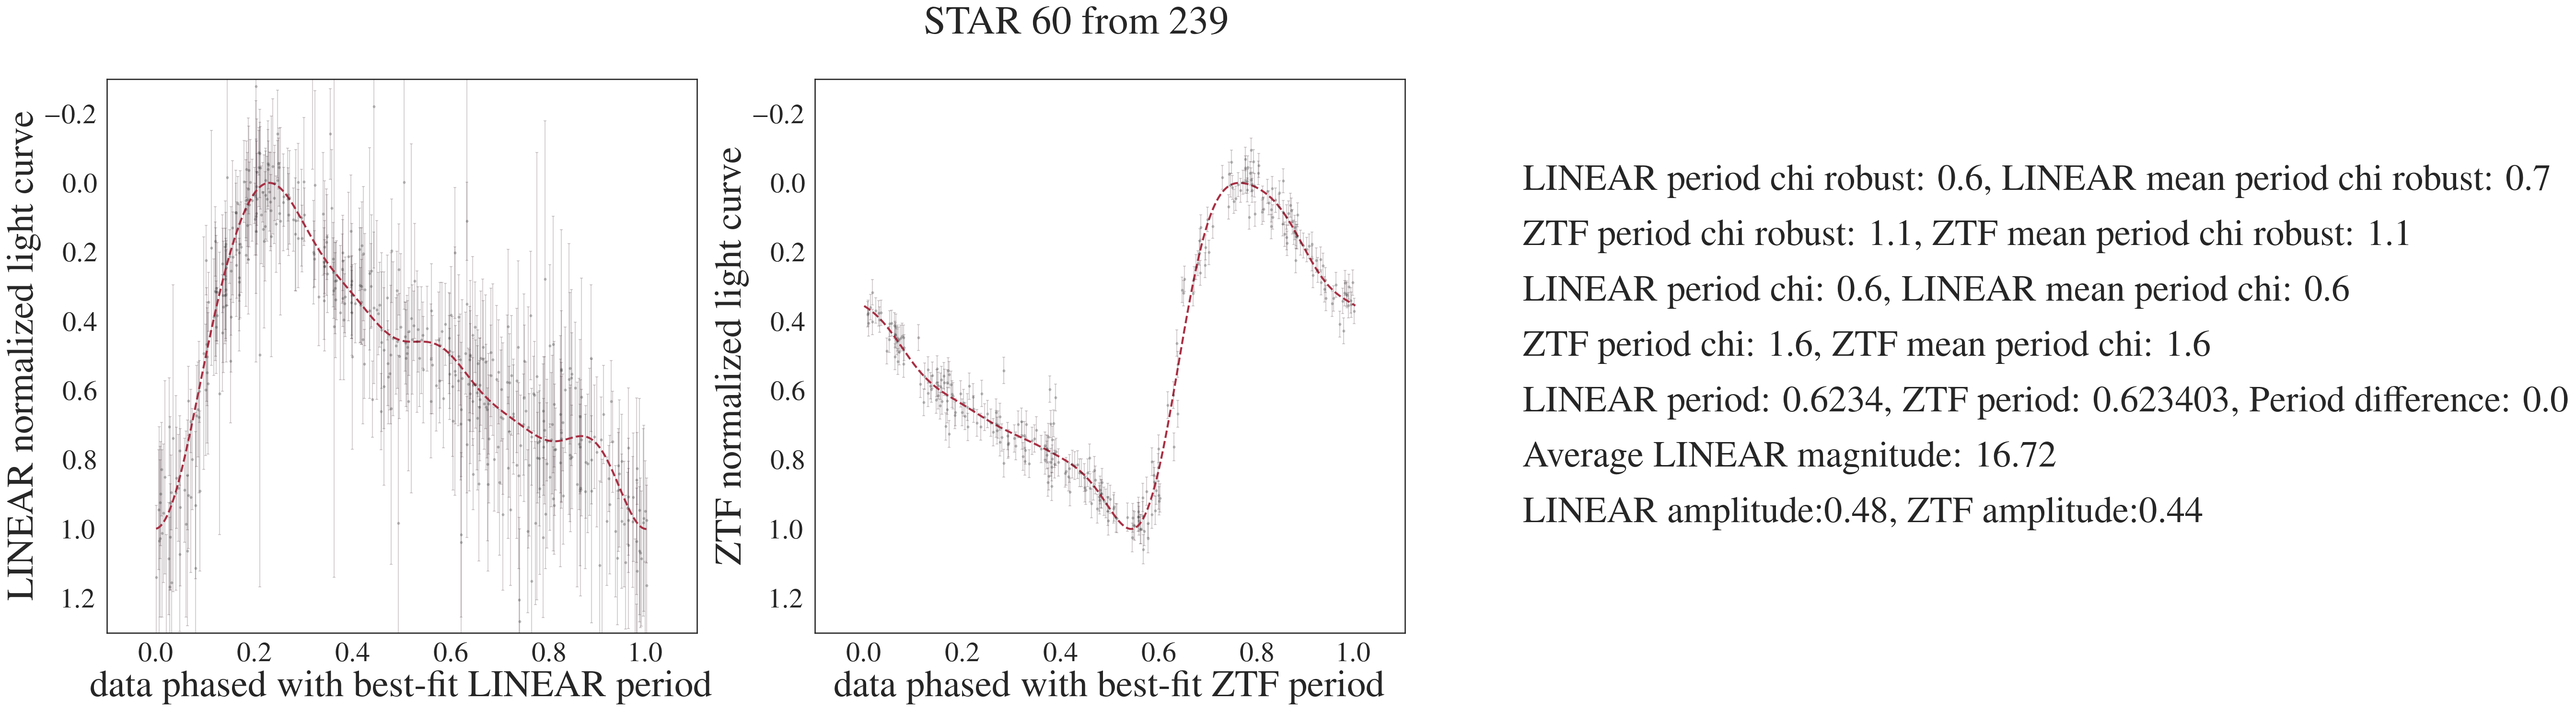 STAR 60 from 239
LINEAR normalized light curve
−0.2
0.0
0.2
0.4
0.6
0.8
1.0
1.2
0.0 0.2 0.4 0.6 0.8 1.0
data phased with best-fit LINEAR period
ZTF normalized light curve
−0.2
0.0
0.2
0.4
0.6
0.8
1.0
1.2
0.0 0.2 0.4 0.6 0.8 1.0
data phased with best-fit ZTF period
LINEAR period chi robust: 0.6, LINEAR mean period chi robust: 0.7
ZTF period chi robust: 1.1, ZTF mean period chi robust: 1.1
LINEAR period chi: 0.6, LINEAR mean period chi: 0.6
ZTF period chi: 1.6, ZTF mean period chi: 1.6
LINEAR period: 0.6234, ZTF period: 0.623403, Period difference: 0.0
Average LINEAR magnitude: 16.72
LINEAR amplitude:0.48, ZTF amplitude:0.44